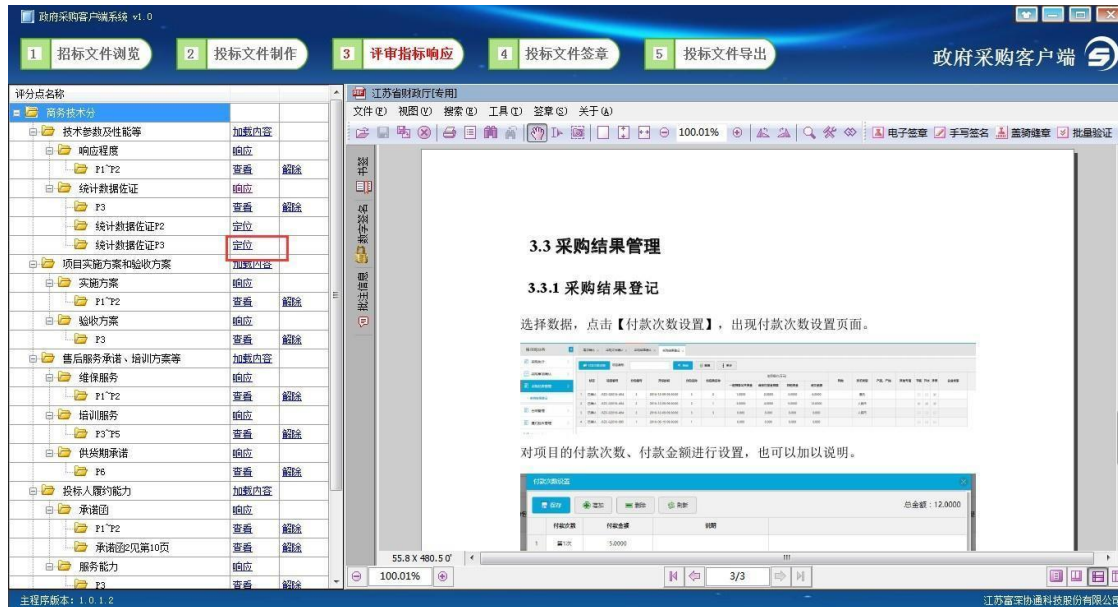 政府采购客户端系统 v1.0
1 招标文件浏览
2 投标文件制作
3 评审指标响应
4 投标文件签章
5 投标文件导出
政府采购客户端
评分点名称
商务技术分
技术参数及性能等 加载内容
响应程度 响应
P1~P2 查看 解除
统计数据佐证 响应
P3 查看 解除
统计数据佐证P2 定位
统计数据佐证P3 定位
项目实施方案和验收方案 加载内容
实施方案 响应
P1~P2 查看 解除
验收方案 响应
P3 查看 解除
售后服务承诺、培训方案等 加载内容
维保服务 响应
P1~P2 查看 解除
培训服务 响应
P3~P5 查看 解除
供货期承诺 响应
P6 查看 解除
投标人履约能力 加载内容
承诺函 响应
P1~P2 查看 解除
承诺函2见第10页 查看 解除
服务能力 响应
P3 查看 解除
江苏省财政厅[专用]
文件(F) 视图(V) 搜索(R) 工具(T) 签章(S) 关于(A)
100.01% 电子签章 手写签名 盖骑缝章 批量验证
书签
数字签名
批注信息
3.3 采购结果管理
3.3.1 采购结果登记
选择数据，点击【付款次数设置】，出现付款次数设置页面。
对项目的付款次数、付款金额进行设置，也可以加以说明。
付款次数设置
保存 增加 删除 刷新 总金额：12.0000
付款次数 付款金额 说明
1 第1次 5.0000
55.8 X 480.5 0"
100.01% 3/3
主程序版本: 1.0.1.2
江苏富深协通科技股份有限公司